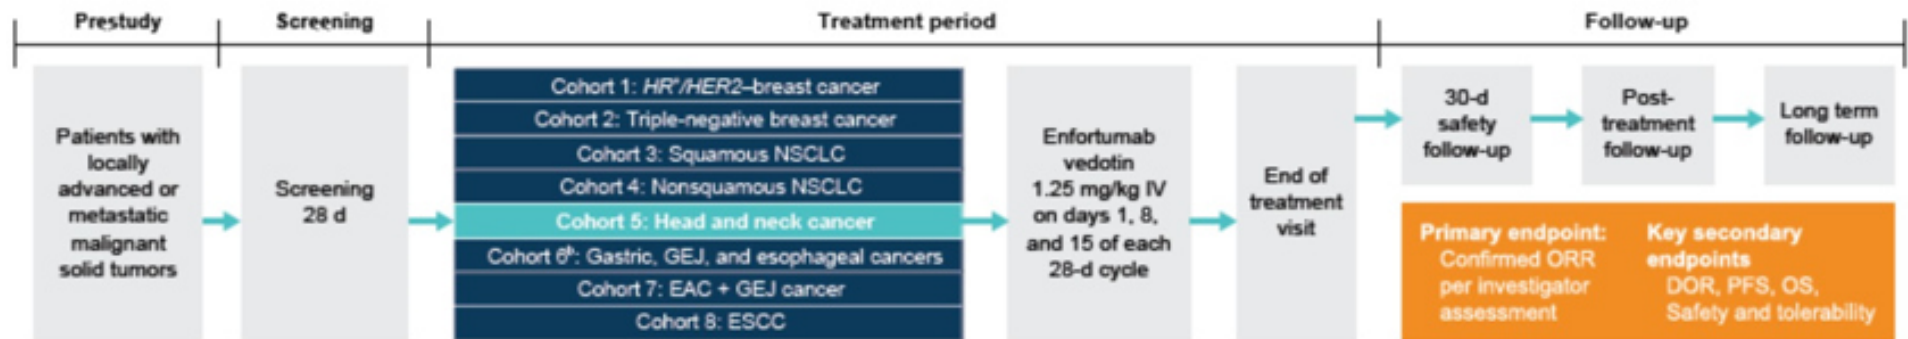 Prestudy
Screening
Treatment period
Follow-up
Patients with
locally
advanced or
metastatic
malignant
solid tumors
Screening
28 d
Cohort 1: HR⁺/HER2–breast cancer
Cohort 2: Triple-negative breast cancer
Cohort 3: Squamous NSCLC
Cohort 4: Nonsquamous NSCLC
Cohort 5: Head and neck cancer
Cohort 6ᵇ: Gastric, GEJ, and esophageal cancers
Cohort 7: EAC + GEJ cancer
Cohort 8: ESCC
Enfortumab
vedotin
1.25 mg/kg IV
on days 1, 8,
and 15 of each
28-d cycle
End of
treatment
visit
30-d
safety
follow-up
Post-
treatment
follow-up
Long term
follow-up
Primary endpoint:
Confirmed ORR
per investigator
assessment
Key secondary
endpoints
DOR, PFS, OS,
Safety and tolerability